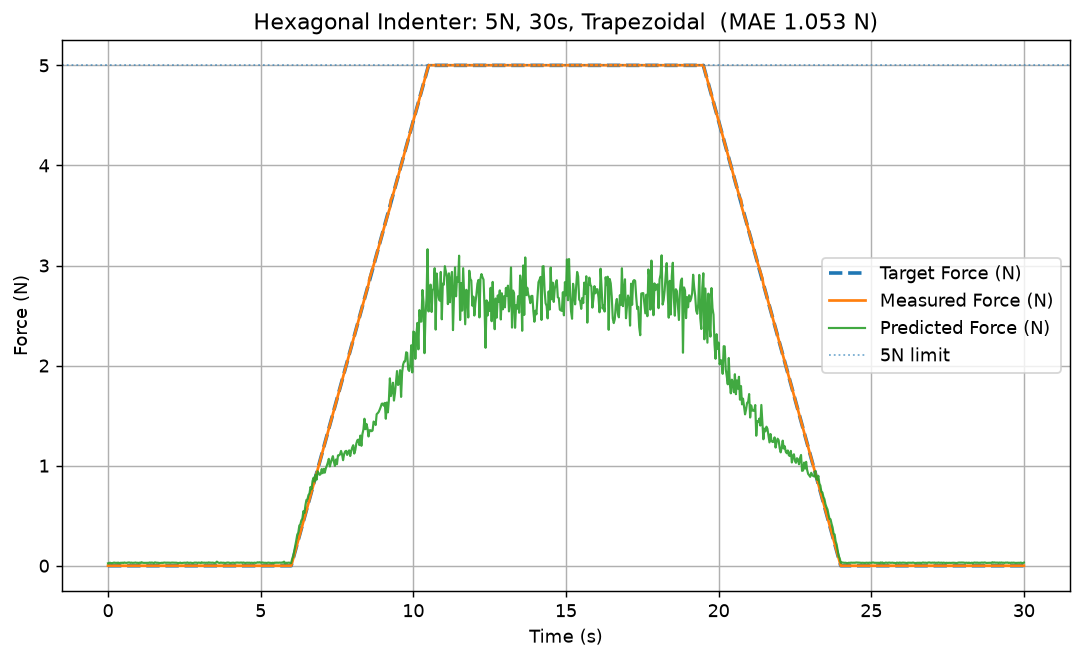 Hexagonal Indenter: 5N, 30s, Trapezoidal  (MAE 1.053 N)
Force (N)
5
4
3
2
1
0
Target Force (N)
Measured Force (N)
Predicted Force (N)
5N limit
0 5 10 15 20 25 30
Time (s)